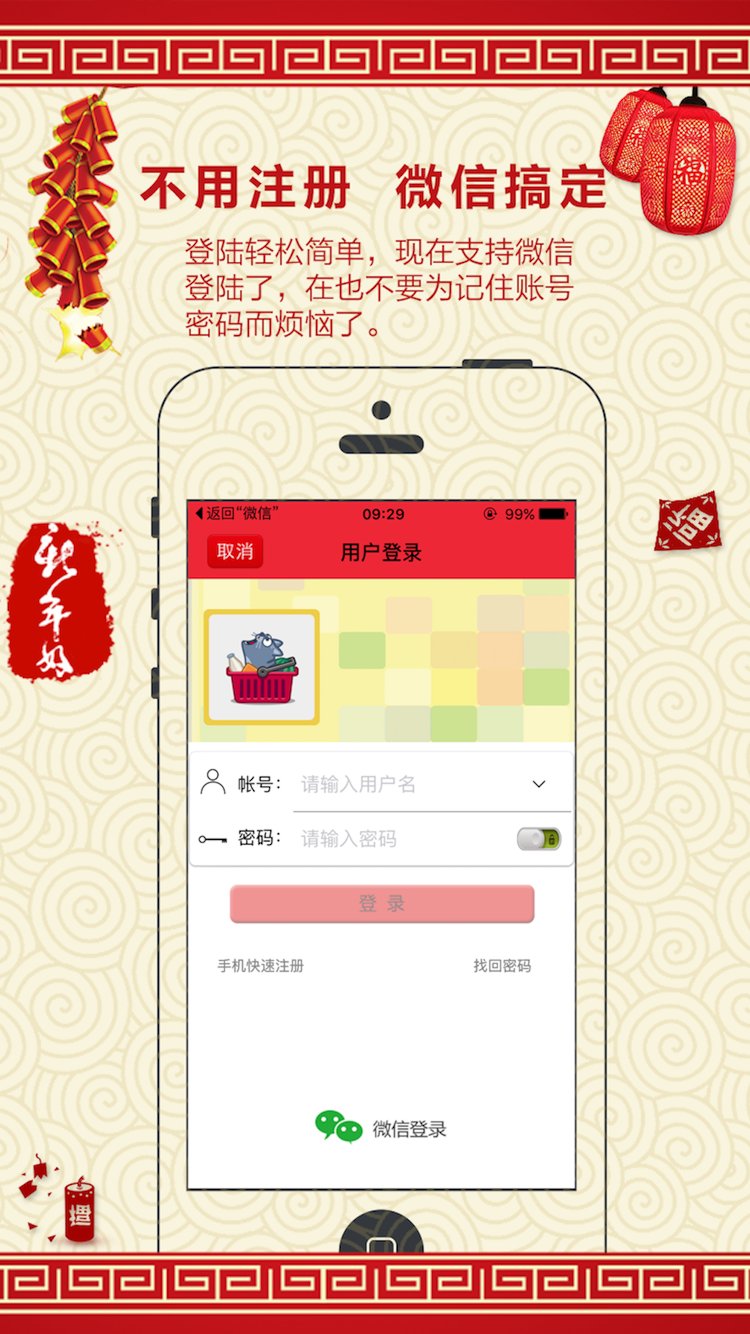 不用注册 微信搞定
福
登陆轻松简单，现在支持微信
登陆了，在也不要为记住账号
密码而烦恼了。
返回“微信” 09:29 99%
取消 用户登录
新年好
帐号： 请输入用户名
密码： 请输入密码
登 录
手机快速注册 找回密码
微信登录